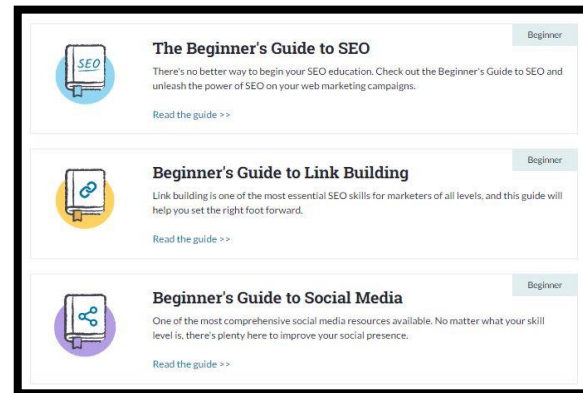 Beginner
SEO
The Beginner's Guide to SEO
There's no better way to begin your SEO education. Check out the Beginner's Guide to SEO and
unleash the power of SEO on your web marketing campaigns.
Read the guide >>
Beginner
Beginner's Guide to Link Building
Link building is one of the most essential SEO skills for marketers of all levels, and this guide will
help you set the right foot forward.
Read the guide >>
Beginner
Beginner's Guide to Social Media
One of the most comprehensive social media resources available. No matter what your skill
level is, there's plenty here to improve your social presence.
Read the guide >>